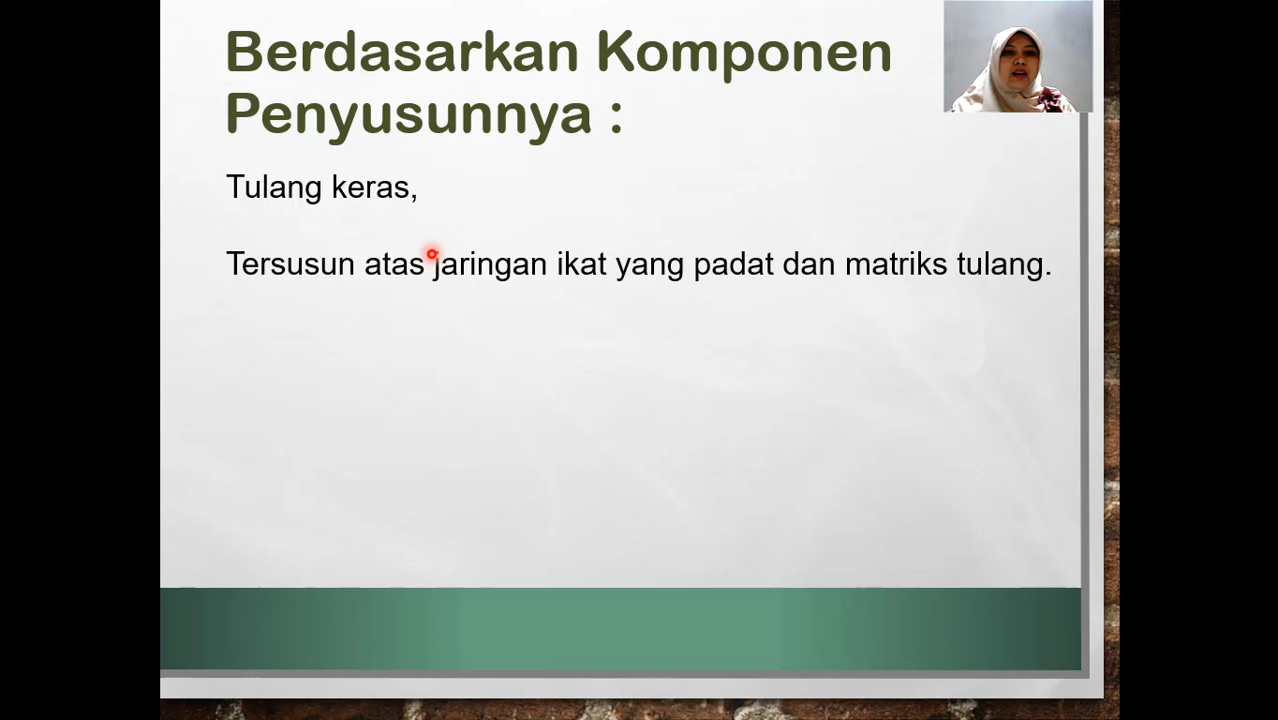 Berdasarkan Komponen
Penyusunnya :
Tulang keras,
Tersusun atas jaringan ikat yang padat dan matriks tulang.